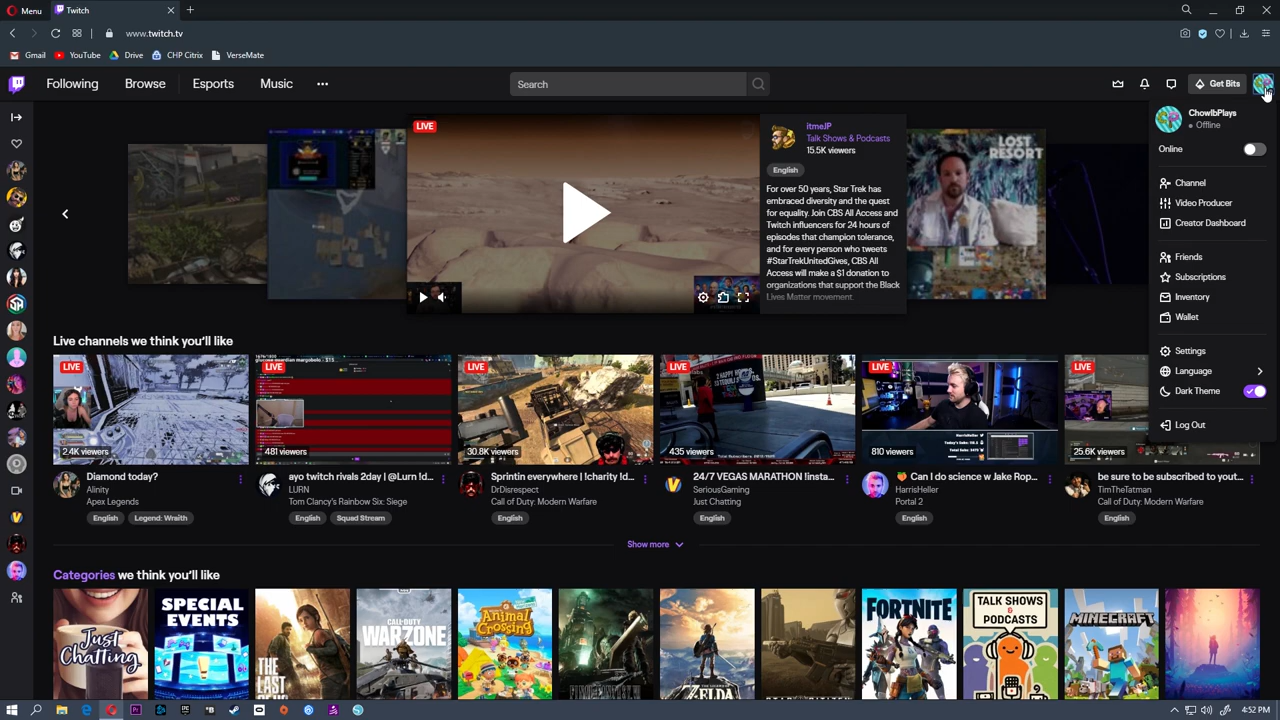 Menu
Twitch
www.twitch.tv
Gmail
YouTube
Drive
CHP Citrix
VerseMate
Following
Browse
Esports
Music
Search
Get Bits
ChowlbPlays
Offline
Online
Channel
Video Producer
Creator Dashboard
Friends
Subscriptions
Inventory
Wallet
Settings
Language
Dark Theme
Log Out
LIVE
itmeJP
Talk Shows & Podcasts
15.5K viewers
English
For over 50 years, Star Trek has
embraced diversity and the quest
for equality. Join CBS All Access and
Twitch influencers for 24 hours of
episodes that champion tolerance,
and for every person who tweets
#StarTrekUnitedGives, CBS All
Access will make a $1 donation to
organizations that support the Black
Lives Matter movement.
LOST
RESORT
Live channels we think you'll like
LIVE
2.4K viewers
Diamond today?
Alinity
Apex Legends
English
Legend: Wraith
LIVE
481 viewers
ayo twitch rivals 2day | @Lurn !d...
LURN
Tom Clancy's Rainbow Six: Siege
English
Squad Stream
LIVE
30.8K viewers
Sprintin everywhere | !charity !d...
DrDisrespect
Call of Duty: Modern Warfare
English
LIVE
435 viewers
24/7 VEGAS MARATHON !insta...
SeriousGaming
Just Chatting
English
LIVE
810 viewers
🍑 Can I do science w Jake Rop...
HarrisHeller
Portal 2
English
LIVE
25.6K viewers
be sure to be subscribed to yout...
TimTheTatman
Call of Duty: Modern Warfare
English
Show more
Categories we think you'll like
Just
Chatting
SPECIAL
EVENTS
THE
LAST
CALL OF DUTY
WARZONE
Animal
Crossing
ZELDA
FORTNITE
TALK SHOWS
&
PODCASTS
MINECRAFT
4:52 PM